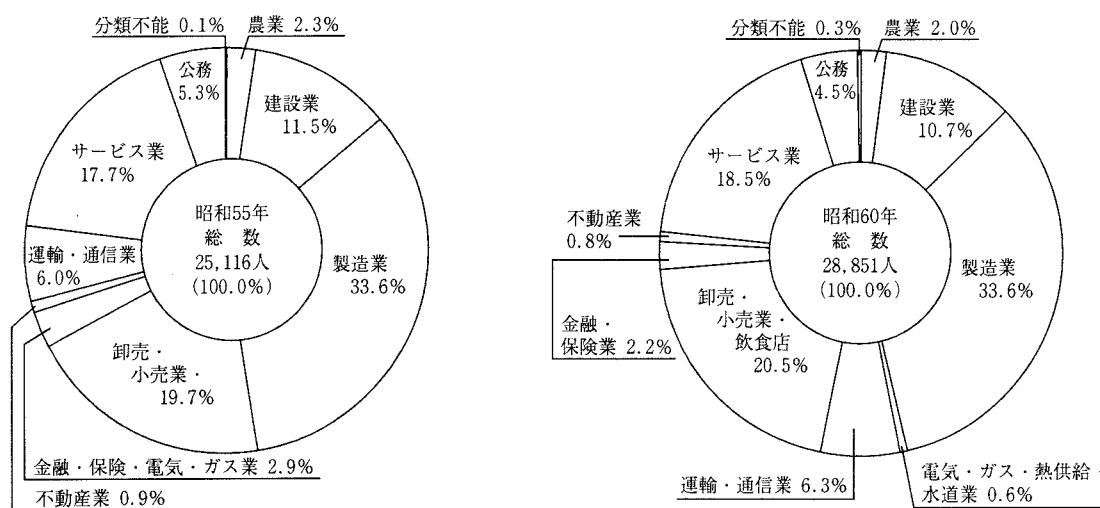 分類不能 0.1%
農業 2.3%
公務
5.3%
建設業
11.5%
サービス業
17.7%
昭和55年
総 数
25,116人
(100.0%)
製造業
33.6%
運輸・通信業
6.0%
卸売・
小売業・
19.7%
金融・保険・電気・ガス業 2.9%
不動産業 0.9%
分類不能 0.3%
農業 2.0%
公務
4.5%
建設業
10.7%
サービス業
18.5%
不動産業
0.8%
昭和60年
総 数
28,851人
(100.0%)
製造業
33.6%
金融・
保険業 2.2%
卸売・
小売業・
飲食店
20.5%
運輸・通信業 6.3%
電気・ガス・熱供給・
水道業 0.6%